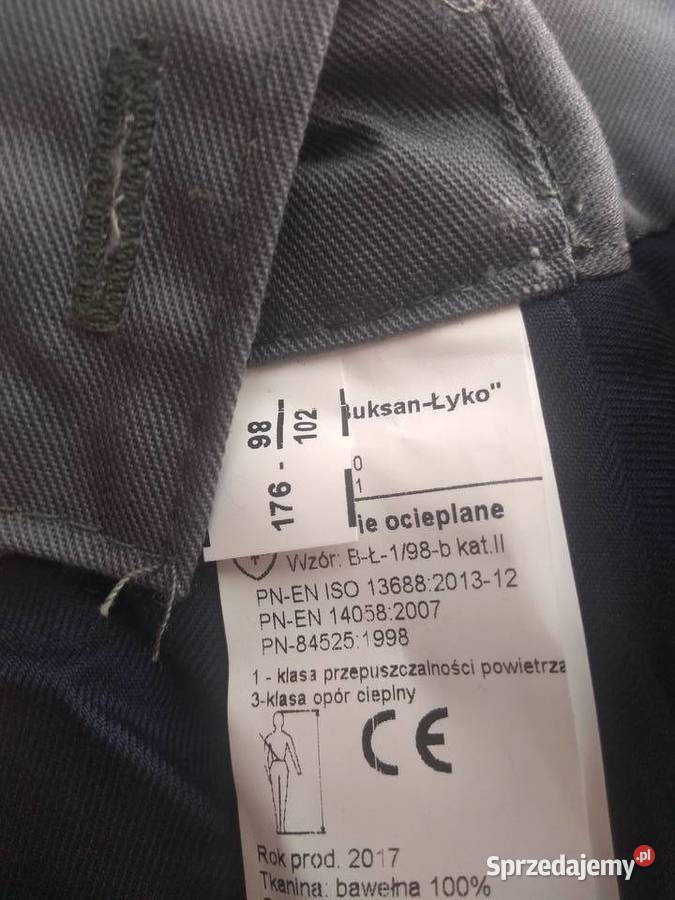 176 - 98
102
uksan-Łyko"
0
1
ie ocieplane
Wzór: B-Ł-1/98-b kat.II
PN-EN ISO 13688:2013-12
PN-EN 14058:2007
PN-84525:1998
1 - klasa przepuszczalności powietrza
3-klasa opór cieplny
CE
Rok prod. 2017
Tkanina: bawełna 100%
Sprzedajemy.pl